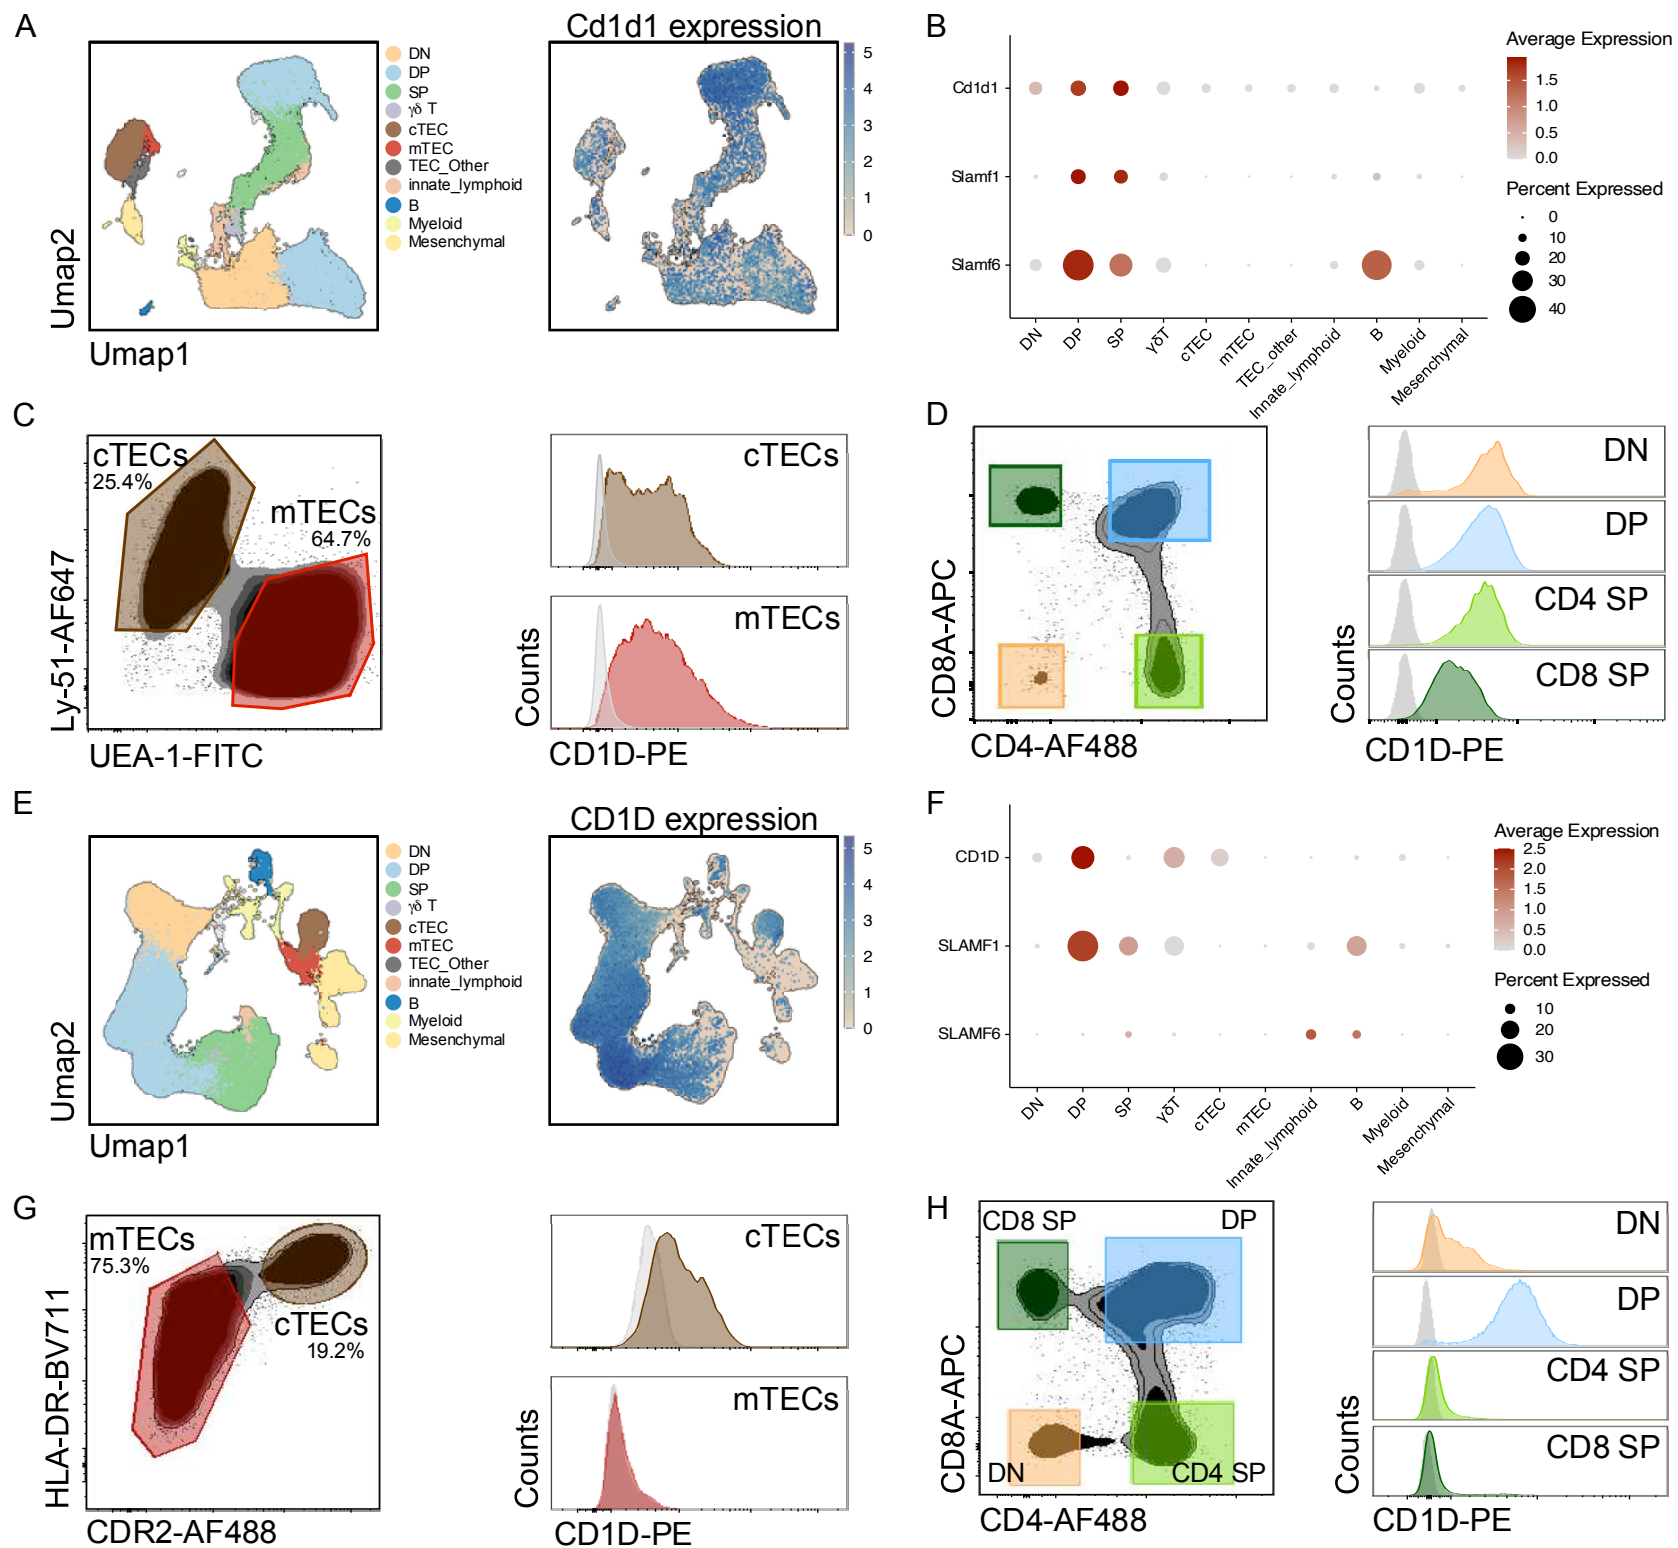 A
Cd1d1 expression
DN
DP
SP
γδ T
cTEC
mTEC
TEC_Other
innate_lymphoid
B
Myeloid
Mesenchymal
5
4
3
2
1
0
Umap2
Umap1
B
Cd1d1
Slamf1
Slamf6
DN
DP
SP
γδT
cTEC
mTEC
TEC_other
Innate_lymphoid
B
Myeloid
Mesenchymal
Average Expression
1.5
1.0
0.5
0.0
Percent Expressed
0
10
20
30
40
C
cTECs
25.4%
mTECs
64.7%
Ly-51-AF647
UEA-1-FITC
cTECs
mTECs
Counts
CD1D-PE
D
CD8A-APC
CD4-AF488
DN
DP
CD4 SP
CD8 SP
Counts
CD1D-PE
E
CD1D expression
DN
DP
SP
γδ T
cTEC
mTEC
TEC_Other
innate_lymphoid
B
Myeloid
Mesenchymal
5
4
3
2
1
0
Umap2
Umap1
F
CD1D
SLAMF1
SLAMF6
DN
DP
SP
γδT
cTEC
mTEC
Innate_lymphoid
B
Myeloid
Mesenchymal
Average Expression
2.5
2.0
1.5
1.0
0.5
0.0
Percent Expressed
10
20
30
G
mTECs
75.3%
cTECs
19.2%
HLA-DR-BV711
CDR2-AF488
cTECs
mTECs
Counts
CD1D-PE
H
CD8 SP
DP
DN
CD4 SP
CD8A-APC
CD4-AF488
DN
DP
CD4 SP
CD8 SP
Counts
CD1D-PE